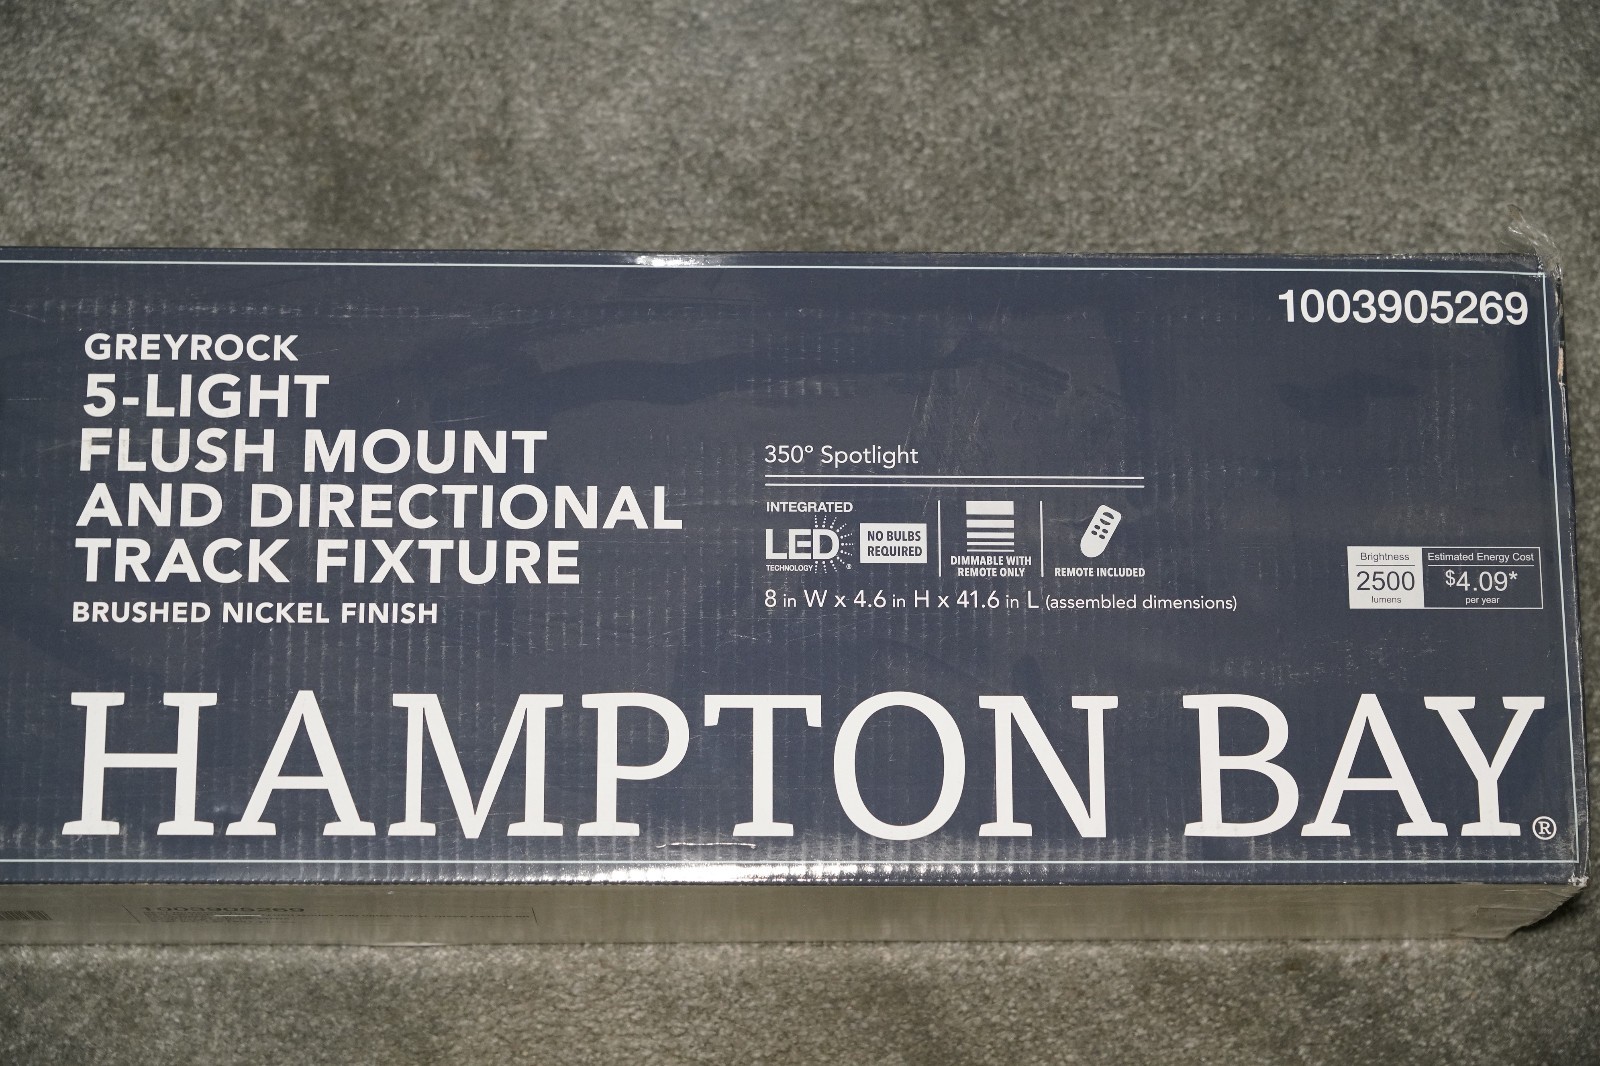 1003905269
GREYROCK
5-LIGHT
FLUSH MOUNT
AND DIRECTIONAL
TRACK FIXTURE
BRUSHED NICKEL FINISH
350° Spotlight
INTEGRATED
LED
TECHNOLOGY
®
NO BULBS
REQUIRED
DIMMABLE WITH
REMOTE ONLY
REMOTE INCLUDED
8 in W x 4.6 in H x 41.6 in L (assembled dimensions)
Brightness
2500
lumens
Estimated Energy Cost
$4.09*
per year
HAMPTON BAY®
1003905269